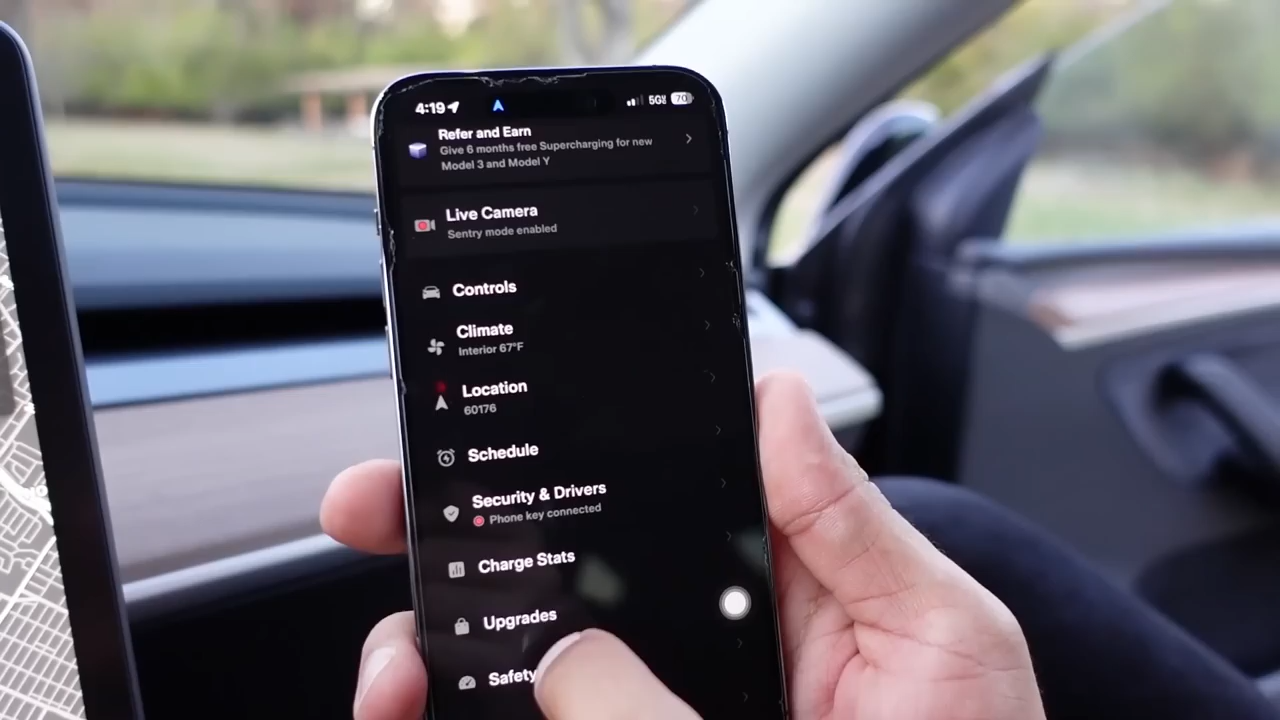 4:19
5G
70
Refer and Earn
Give 6 months free Supercharging for new
Model 3 and Model Y
Live Camera
Sentry mode enabled
Controls
Climate
Interior 67°F
Location
60176
Schedule
Security & Drivers
Phone key connected
Charge Stats
Upgrades
Safety